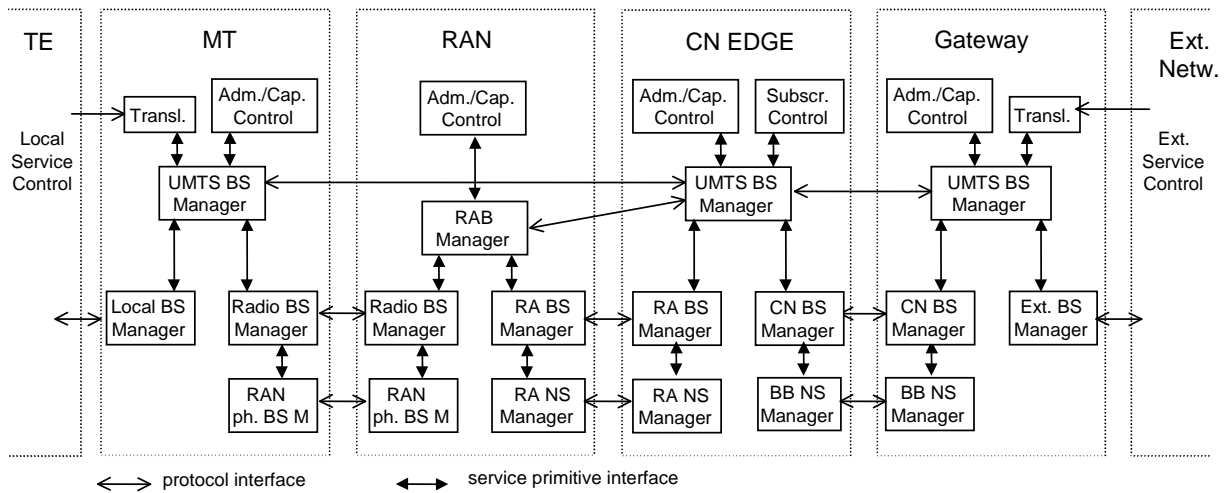 TE
MT
RAN
CN EDGE
Gateway
Ext.
Netw.
Adm./Cap.
Control
Adm./Cap.
Control
Adm./Cap.
Control
Subscr.
Control
Adm./Cap.
Control
Transl.
Transl.
Local
Service
Control
Ext.
Service
Control
UMTS BS
Manager
RAB
Manager
UMTS BS
Manager
UMTS BS
Manager
Local BS
Manager
Radio BS
Manager
Radio BS
Manager
RA BS
Manager
RA BS
Manager
CN BS
Manager
CN BS
Manager
Ext. BS
Manager
RAN
ph. BS M
RAN
ph. BS M
RA NS
Manager
RA NS
Manager
BB NS
Manager
BB NS
Manager
protocol interface
service primitive interface